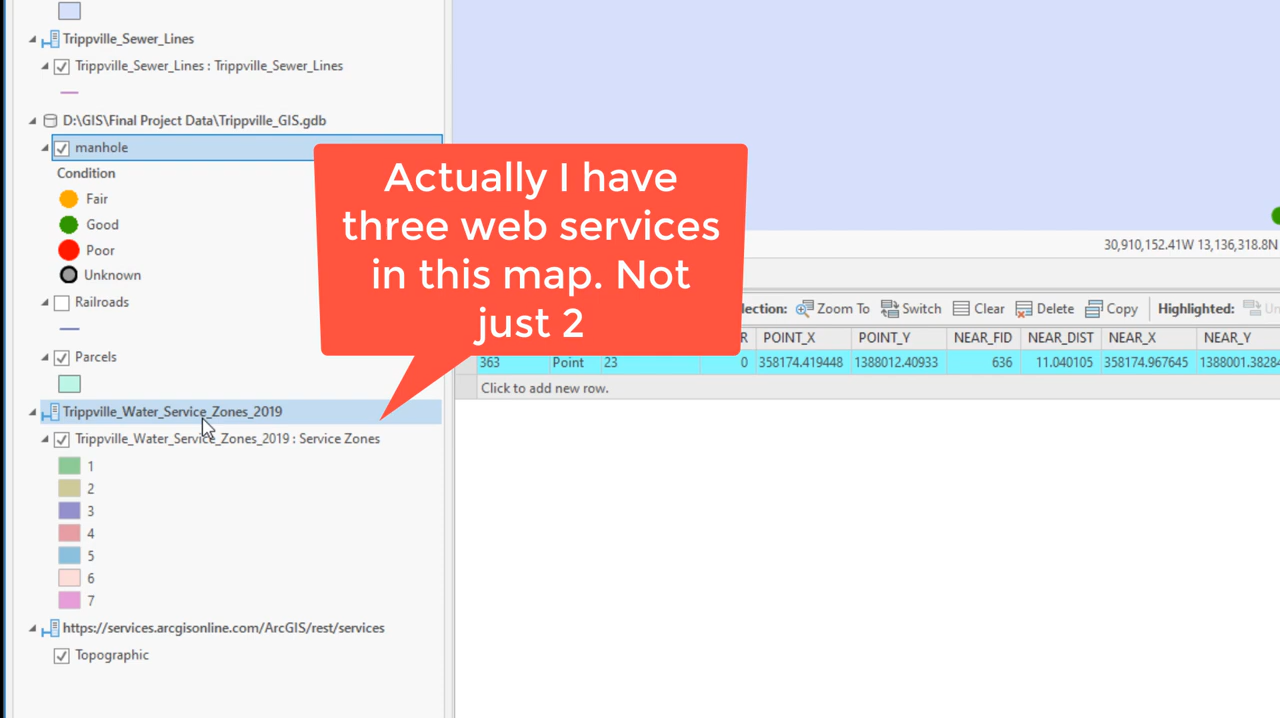 Trippville_Sewer_Lines
Trippville_Sewer_Lines : Trippville_Sewer_Lines
D:\GIS\Final Project Data\Trippville_GIS.gdb
manhole
Condition
Fair
Good
Poor
Unknown
Railroads
Parcels
Trippville_Water_Service_Zones_2019
Trippville_Water_Service_Zones_2019 : Service Zones
1
2
3
4
5
6
7
https://services.arcgisonline.com/ArcGIS/rest/services
Topographic
Actually I have
three web services
in this map. Not
just 2
30,910,152.41W 13,136,318.8N
Zoom To Switch Clear Delete Copy Highlighted:
POINT_X POINT_Y NEAR_FID NEAR_DIST NEAR_X NEAR_Y
363 Point 23 0 358174.419448 1388012.40933 636 11.040105 358174.967645 1388001.38284
Click to add new row.